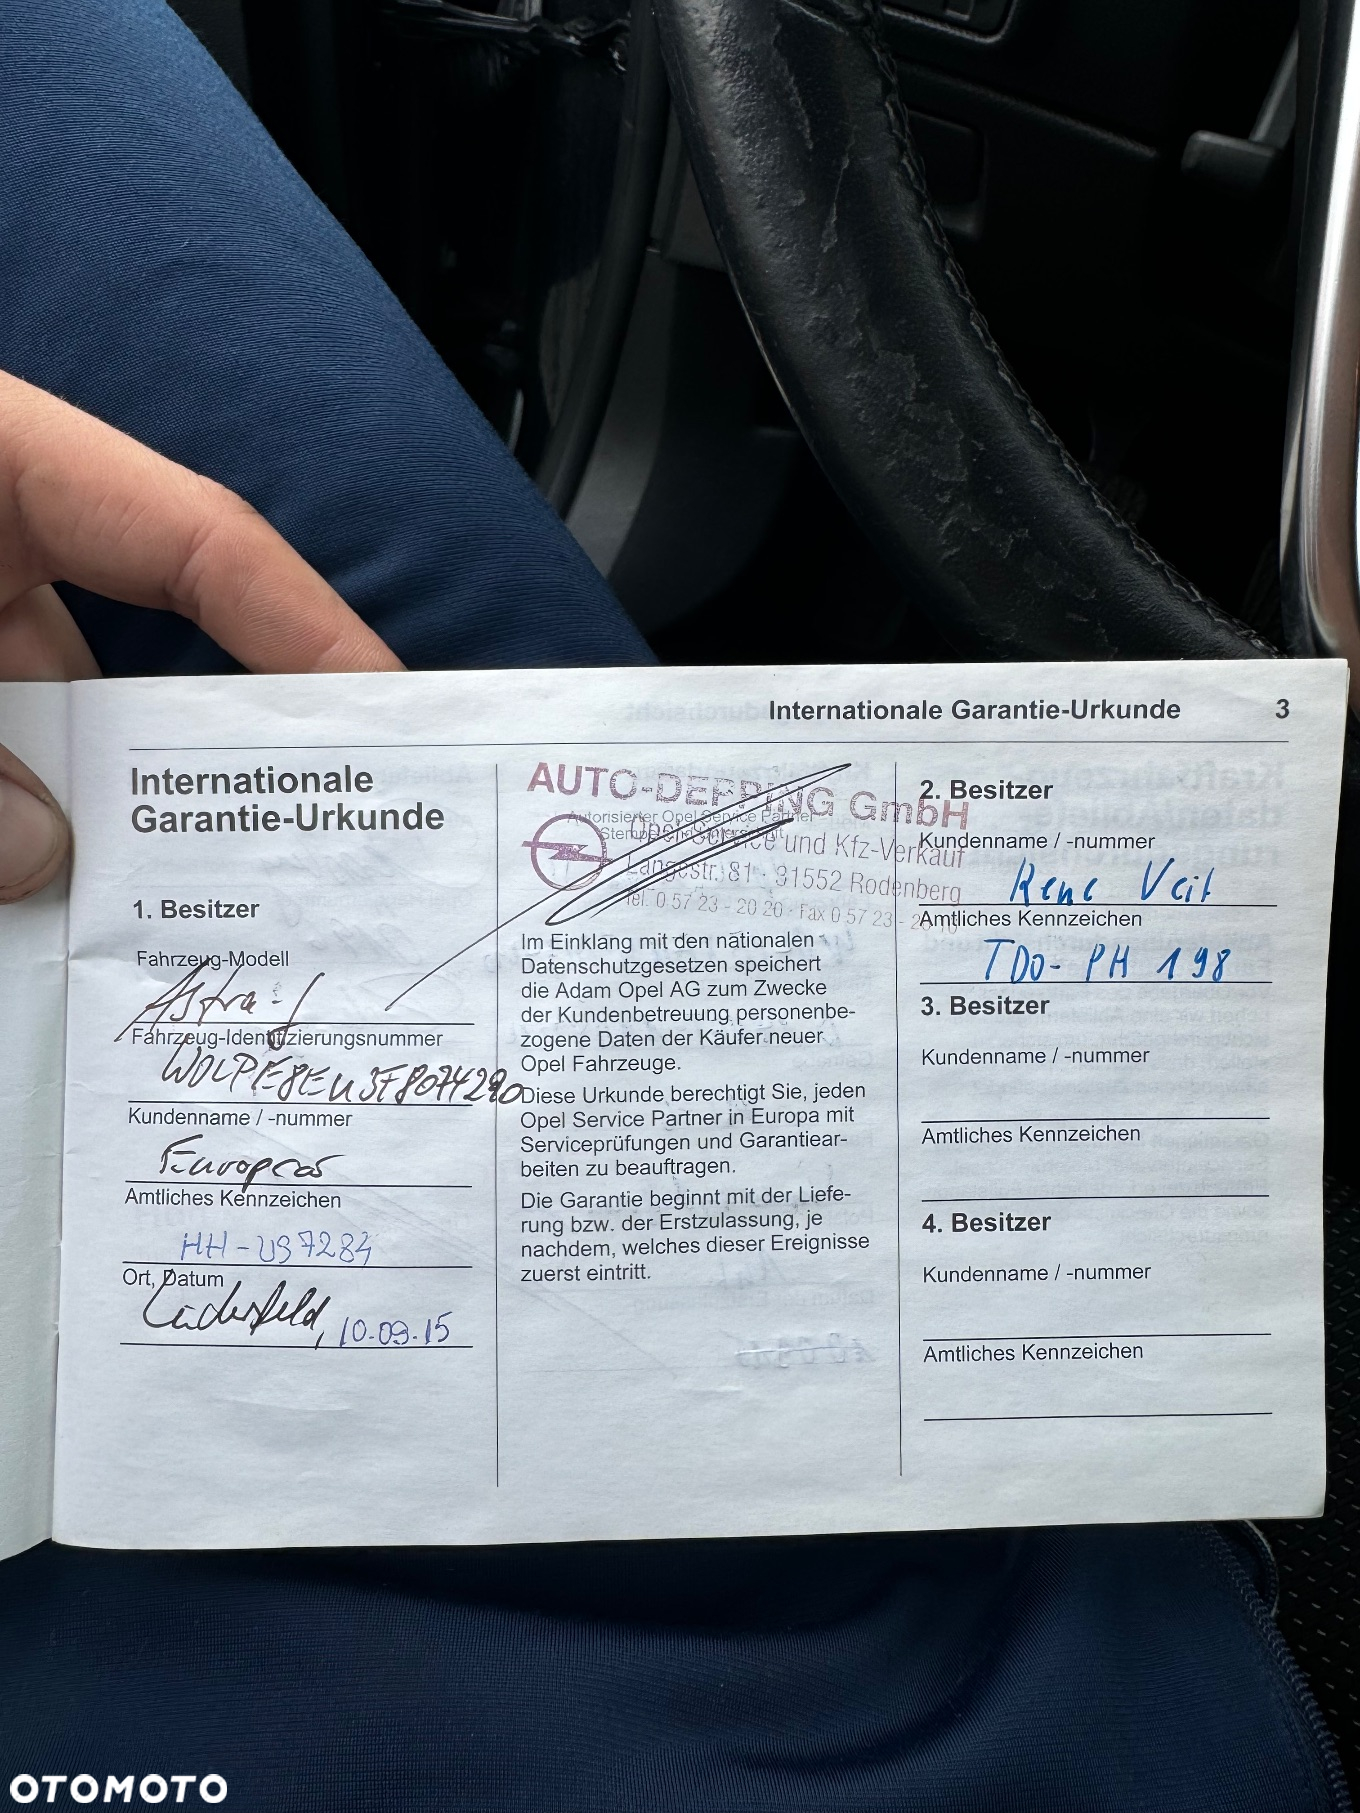 Internationale Garantie-Urkunde 3
Internationale
Garantie-Urkunde
1. Besitzer
Fahrzeug-Modell
Astra-J
Fahrzeug-Identifizierungsnummer
Kundenname / -nummer
Europcar
Amtliches Kennzeichen
HH-US7284
Ort, Datum
10.09.15
AUTO-DEPPING GmbH
Autorisierter Opel Service Partner
Stempel und Unterschrift
Opel-Service und Kfz-Verkauf
Langestr. 81 · 31552 Rodenberg
Tel. 0 57 23 - 20 20 · Fax 0 57 23 -
Im Einklang mit den nationalen
Datenschutzgesetzen speichert
die Adam Opel AG zum Zwecke
der Kundenbetreuung personenbe-
zogene Daten der Käufer neuer
Opel Fahrzeuge.
Diese Urkunde berechtigt Sie, jeden
Opel Service Partner in Europa mit
Serviceprüfungen und Garantiear-
beiten zu beauftragen.
Die Garantie beginnt mit der Liefe-
rung bzw. der Erstzulassung, je
nachdem, welches dieser Ereignisse
zuerst eintritt.
2. Besitzer
Kundenname / -nummer
Rene Veit
Amtliches Kennzeichen
TDO-PH 198
3. Besitzer
Kundenname / -nummer
Amtliches Kennzeichen
4. Besitzer
Kundenname / -nummer
Amtliches Kennzeichen
OTOMOTO